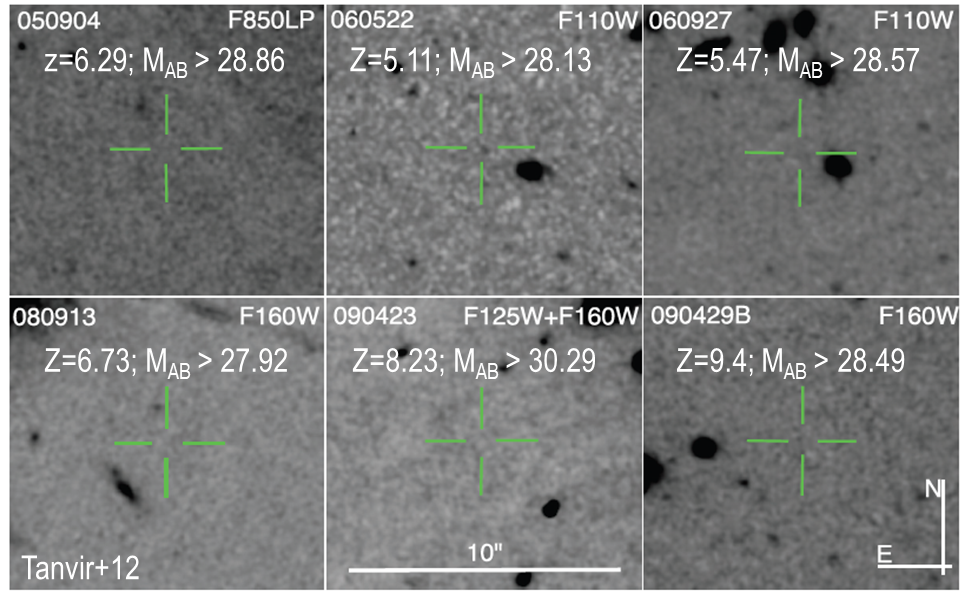 050904 F850LP
z=6.29; MAB > 28.86
060522 F110W
Z=5.11; MAB > 28.13
060927 F110W
Z=5.47; MAB > 28.57
080913 F160W
Z=6.73; MAB > 27.92
Tanvir+12
090423 F125W+F160W
Z=8.23; MAB > 30.29
10"
090429B F160W
Z=9.4; MAB > 28.49
N
E